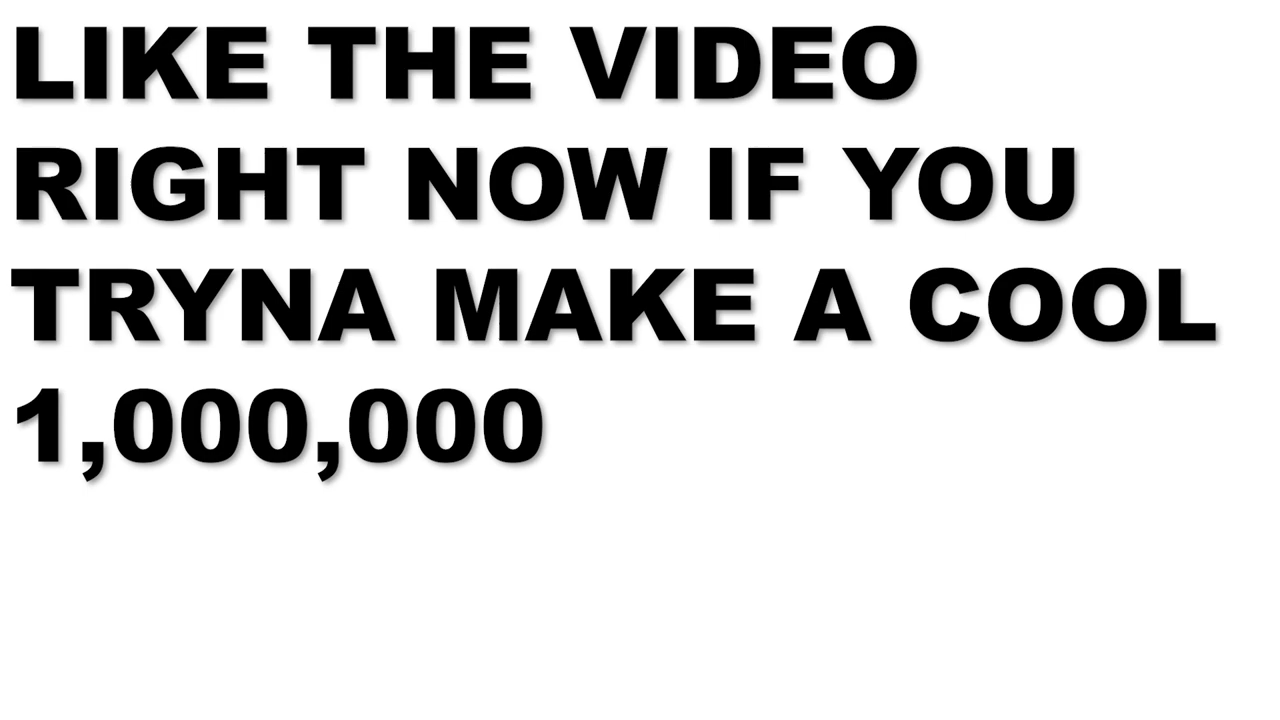 LIKE THE VIDEO
RIGHT NOW IF YOU
TRYNA MAKE A COOL
1,000,000